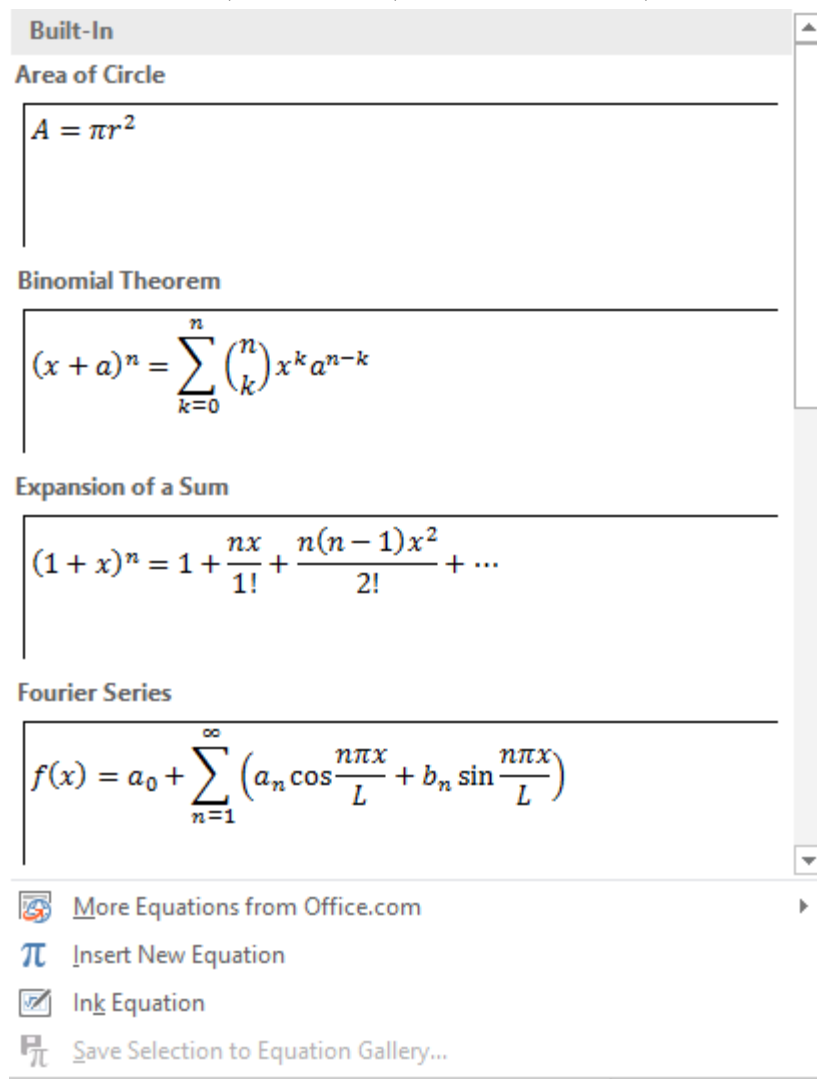 Built-In
Area of Circle
A = πr²
Binomial Theorem
(x + a)ⁿ = ∑_{k=0}^{n} (n k) xᵏaⁿ⁻ᵏ
Expansion of a Sum
(1 + x)ⁿ = 1 + nx/1! + n(n − 1)x²/2! + ⋯
Fourier Series
f(x) = a₀ + ∑_{n=1}^{∞} (aₙ cos nπx/L + bₙ sin nπx/L)
More Equations from Office.com
π Insert New Equation
Ink Equation
Save Selection to Equation Gallery...